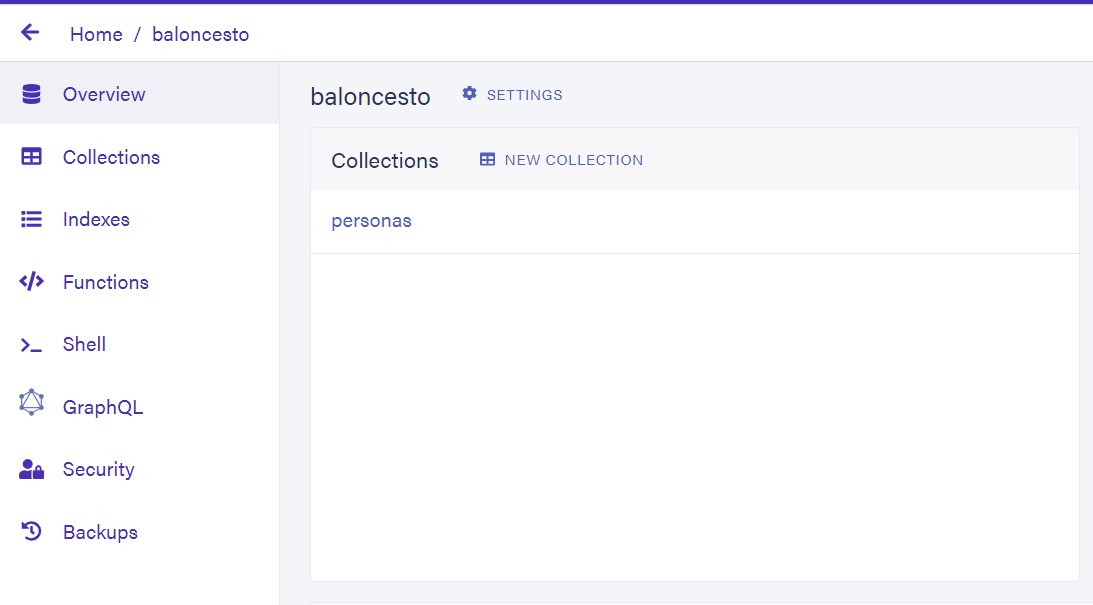 Home / baloncesto
Overview
Collections
Indexes
Functions
Shell
GraphQL
Security
Backups
baloncesto SETTINGS
Collections NEW COLLECTION
personas